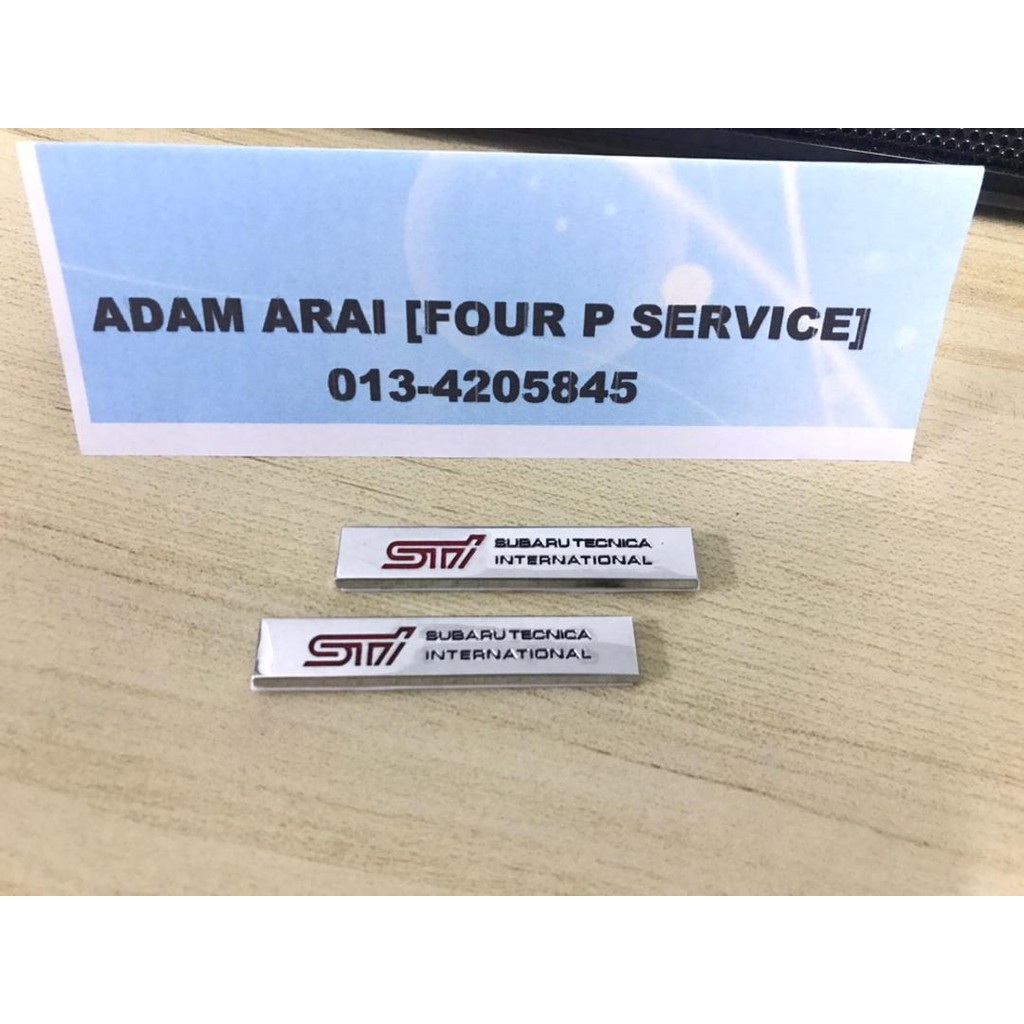 ADAM ARAI [FOUR P SERVICE]
013-4205845
STI SUBARU TECNICA
INTERNATIONAL
STI SUBARU TECNICA
INTERNATIONAL